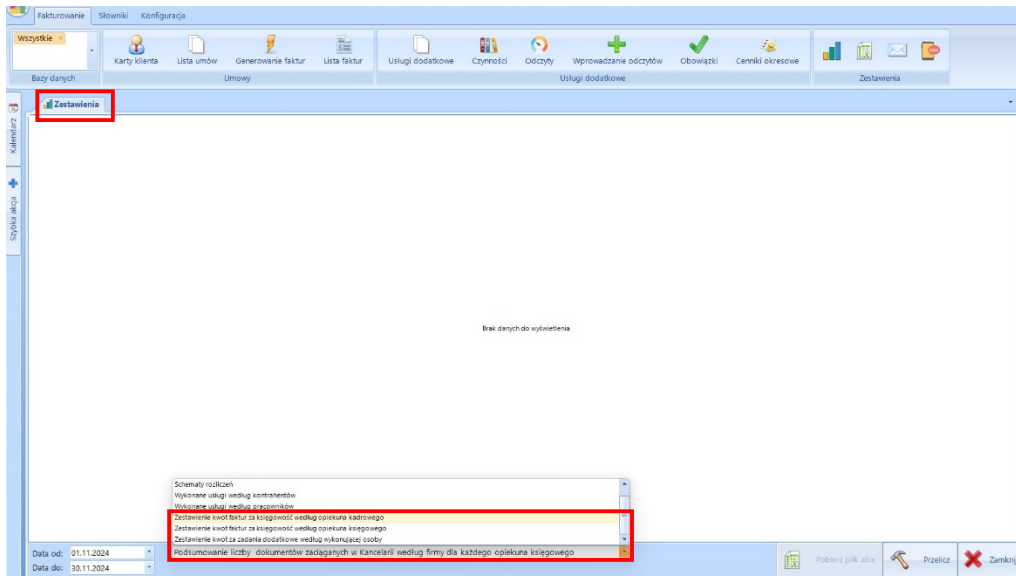 Fakturowanie Słowniki Konfiguracja
Wszystkie ×
Karty klienta Lista umów Generowanie faktur Lista faktur Usługi dodatkowe Czynności Odczyty Wprowadzanie odczytów Obowiązki Cenniki okresowe
Bazy danych Umowy Usługi dodatkowe Zestawienia
Zestawienia
Kalendarz
Szybka akcja
Brak danych do wyświetlenia
Schematy rozliczeń
Wykonane usługi według kontrahentów
Wykonane usługi według pracowników
Zestawienie kwot faktur za księgowość według opiekuna kadrowego
Zestawienie kwot faktur za księgowość według opiekuna księgowego
Zestawienie kwot za zadania dodatkowe według wykonującej osoby
Podsumowanie liczby dokumentów zaciąganych w Kancelarii według firmy dla każdego opiekuna księgowego
Data od: 01.11.2024
Data do: 30.11.2024
Pobierz plik .xlsx Przelicz Zamknij